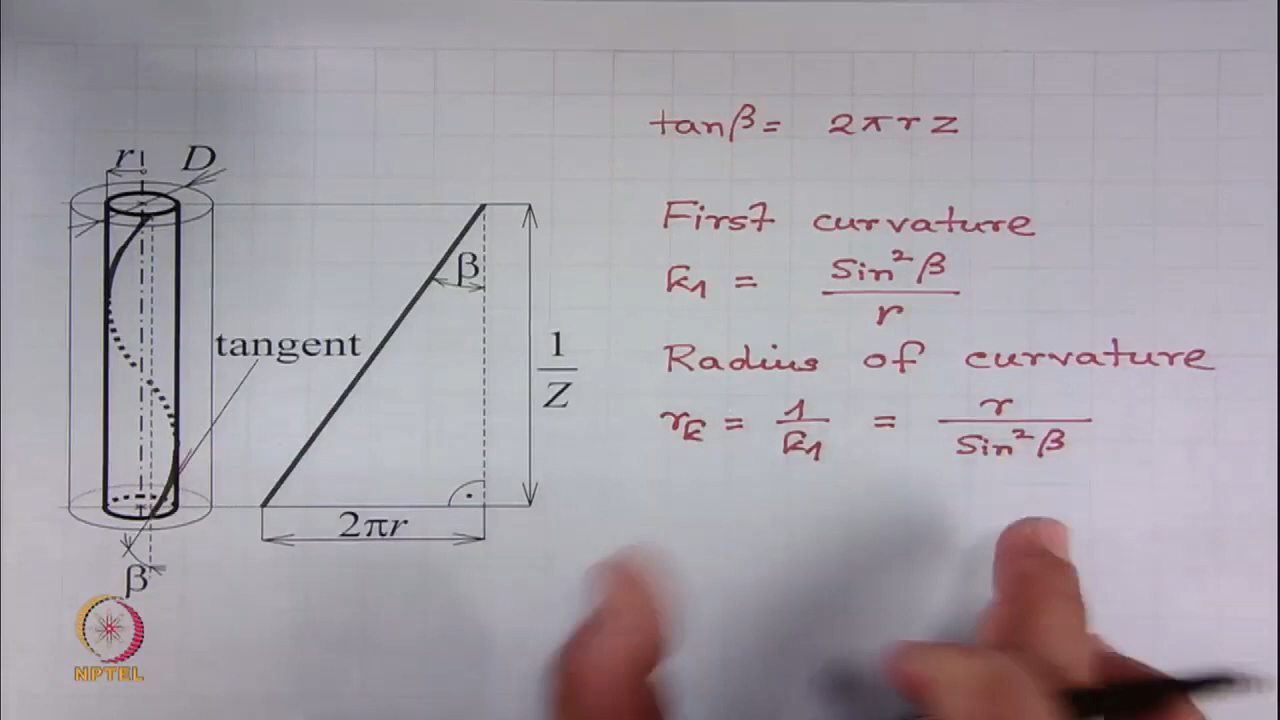 r D
β
tangent
1
Z
2πr
β
tanβ = 2πrz
First curvature
k1 = Sin²β / r
Radius of curvature
rk = 1 / k1 = r / Sin²β
NPTEL